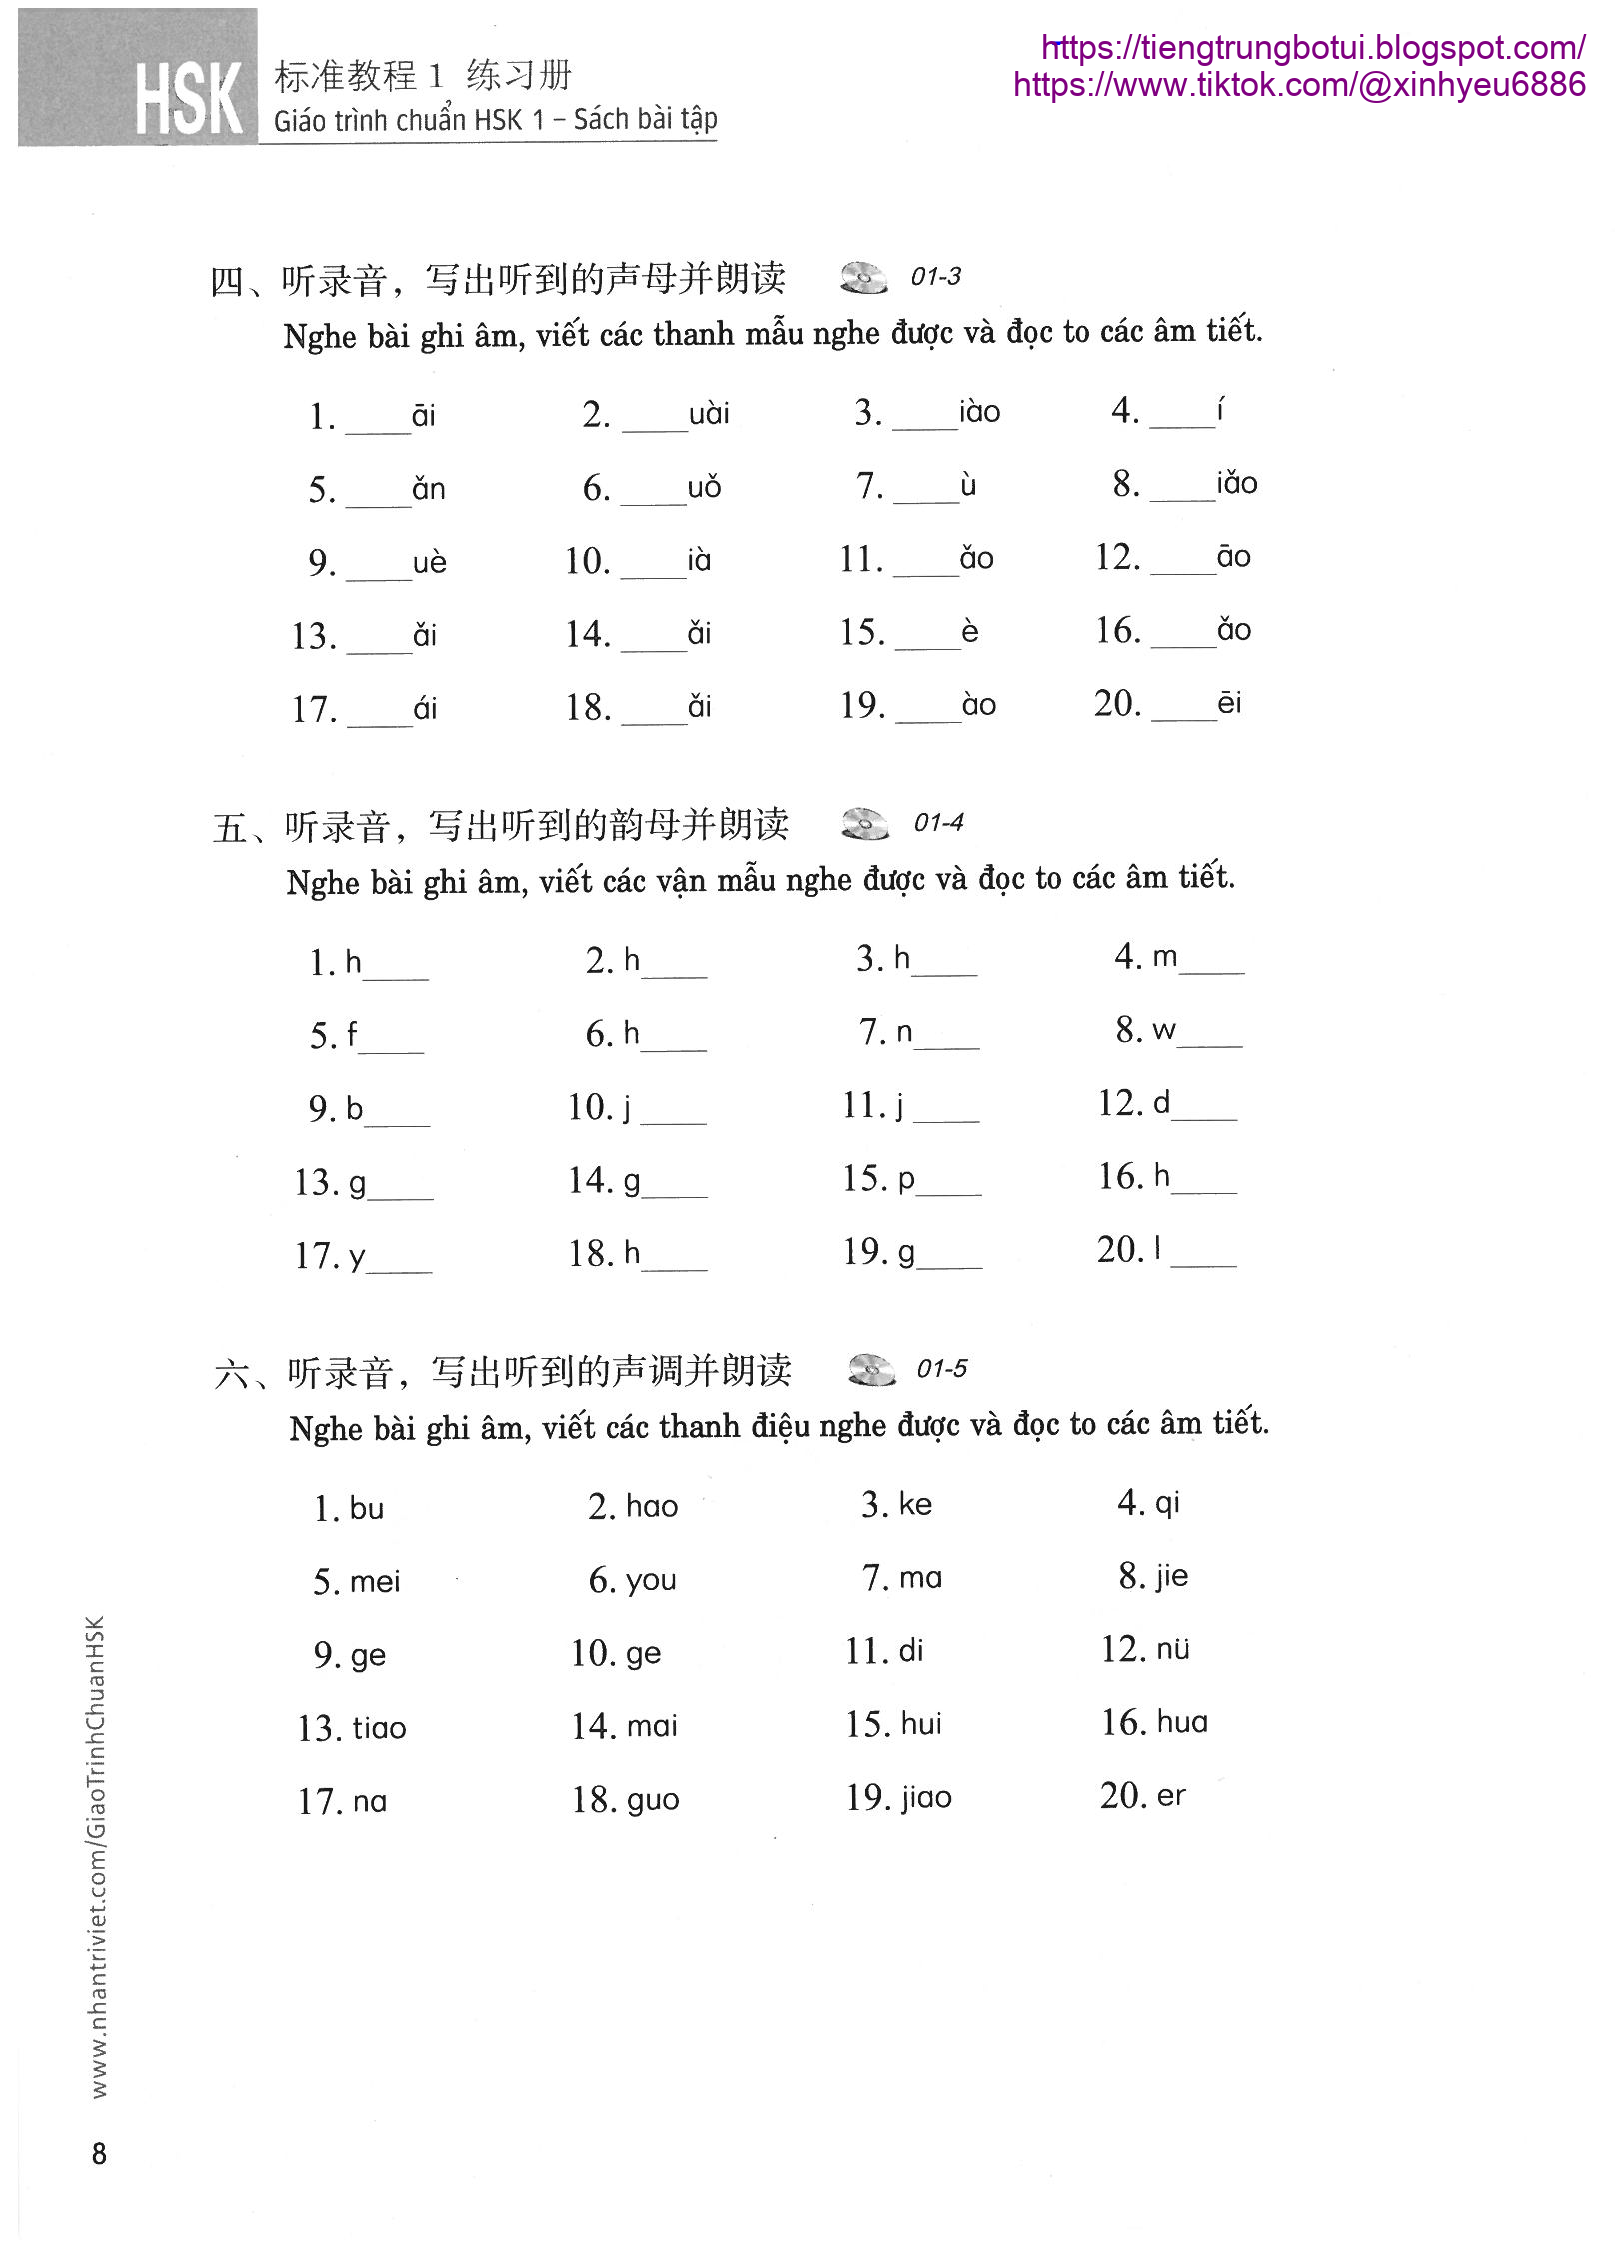 https://tiengtrungbotui.blogspot.com/
https://www.tiktok.com/@xinhyeu6886
HSK
标准教程 1 练习册
Giáo trình chuẩn HSK 1 – Sách bài tập
四、听录音，写出听到的声母并朗读 01-3
Nghe bài ghi âm, viết các thanh mẫu nghe được và đọc to các âm tiết.
1. ____āi 2. ____uài 3. ____iào 4. ____í
5. ____ǎn 6. ____uǒ 7. ____ù 8. ____iǎo
9. ____uè 10. ____ià 11. ____ǎo 12. ____āo
13. ____ǎi 14. ____ǎi 15. ____è 16. ____ǎo
17. ____ái 18. ____ǎi 19. ____ào 20. ____ēi
五、听录音，写出听到的韵母并朗读 01-4
Nghe bài ghi âm, viết các vận mẫu nghe được và đọc to các âm tiết.
1. h____ 2. h____ 3. h____ 4. m____
5. f____ 6. h____ 7. n____ 8. w____
9. b____ 10. j ____ 11. j ____ 12. d____
13. g____ 14. g____ 15. p____ 16. h____
17. y____ 18. h____ 19. g____ 20. l ____
六、听录音，写出听到的声调并朗读 01-5
Nghe bài ghi âm, viết các thanh điệu nghe được và đọc to các âm tiết.
1. bu 2. hao 3. ke 4. qi
5. mei 6. you 7. ma 8. jie
9. ge 10. ge 11. di 12. nü
13. tiao 14. mai 15. hui 16. hua
17. na 18. guo 19. jiao 20. er
www.nhantriviet.com/GiaoTrinhChuanHSK
8